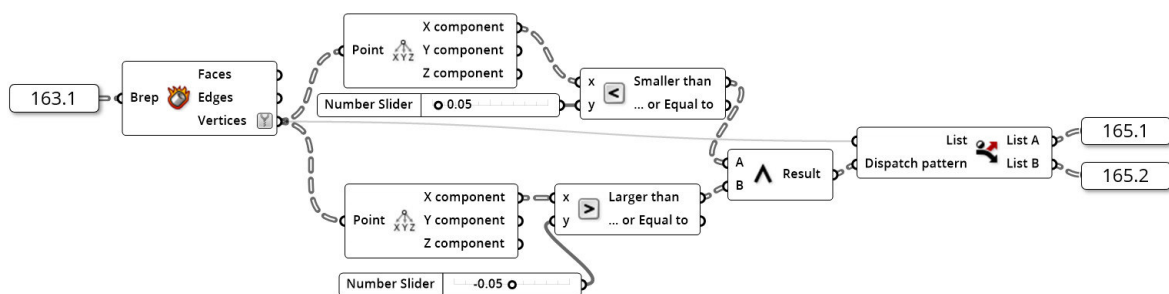 163.1
Brep
Faces
Edges
Vertices
Point
XYZ
X component
Y component
Z component
Number Slider
0.05
x
y
<
Smaller than
... or Equal to
Point
XYZ
X component
Y component
Z component
Number Slider
-0.05
x
y
>
Larger than
... or Equal to
A
B
Result
List
Dispatch pattern
List A
List B
165.1
165.2